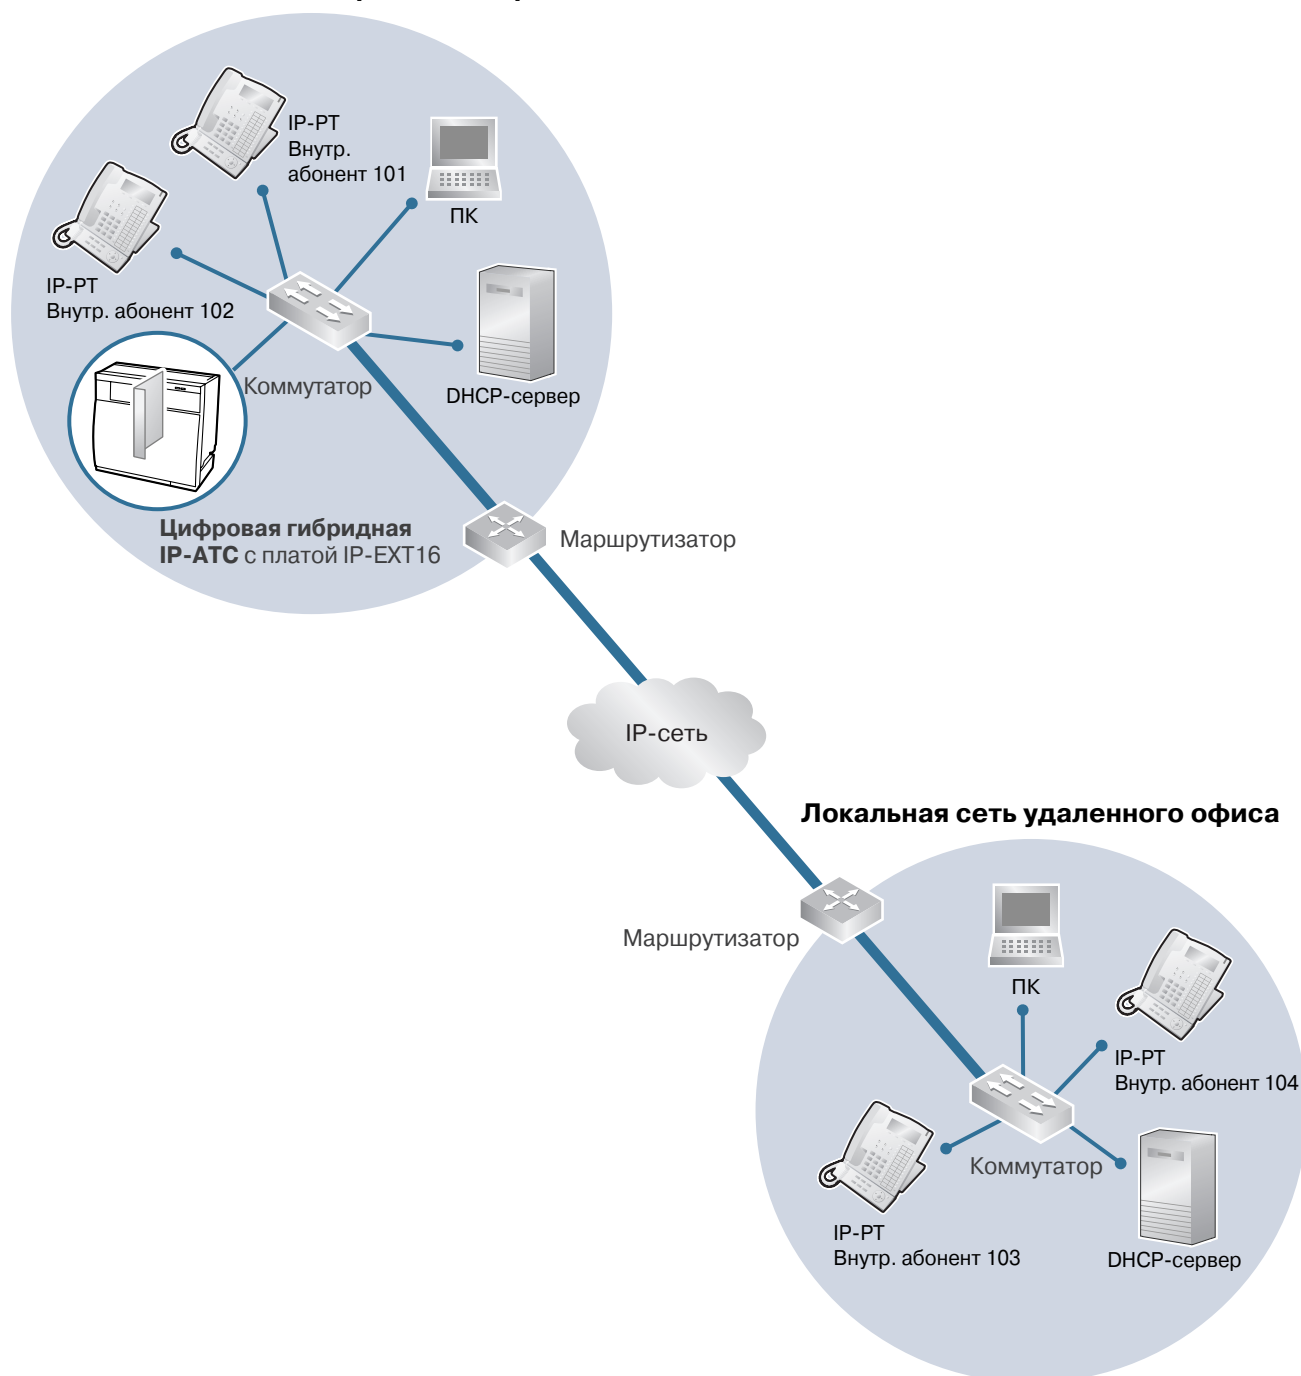 IP-PT
Внутр.
абонент 101
ПК
IP-PT
Внутр. абонент 102
Коммутатор
DHCP-сервер
Цифровая гибридная
IP-АТС с платой IP-EXT16
Маршрутизатор
IP-сеть
Локальная сеть удаленного офиса
Маршрутизатор
ПК
IP-PT
Внутр. абонент 104
Коммутатор
IP-PT
Внутр. абонент 103
DHCP-сервер